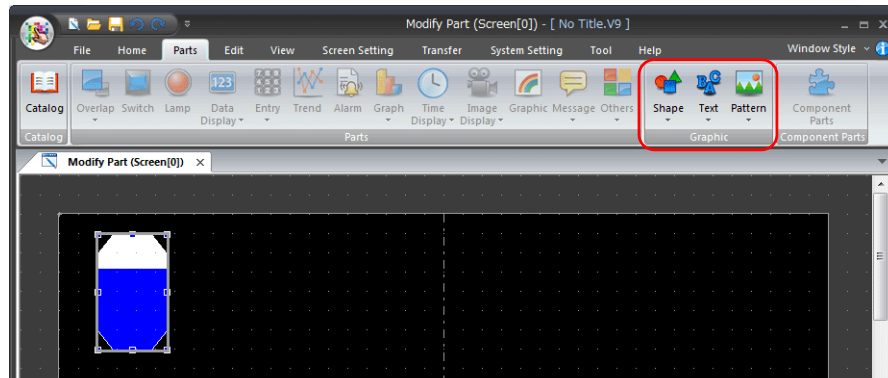 Modify Part (Screen[0]) - [ No Title.V9 ]
File Home Parts Edit View Screen Setting Transfer System Setting Tool Help Window Style
Catalog Overlap Switch Lamp Data Display Entry Trend Alarm Graph Time Display Image Display Graphic Message Others Shape Text Pattern Component Parts
123
Catalog Parts Graphic Component Parts
Modify Part (Screen[0]) X